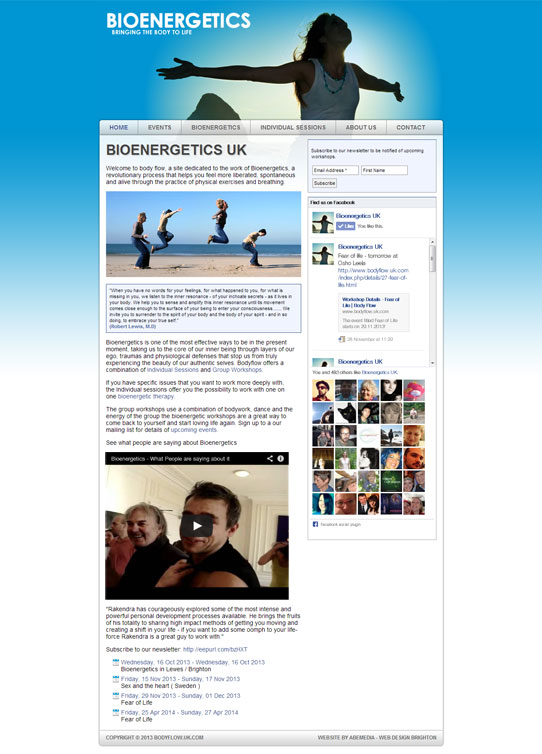 BIOENERGETICS
BRINGING THE BODY TO LIFE
HOME EVENTS BIOENERGETICS INDIVIDUAL SESSIONS ABOUT US CONTACT
BIOENERGETICS UK
Welcome to body flow, a site dedicated to the work of Bioenergetics, a
revolutionary process that helps you feel more liberated, spontaneous
and alive through the practice of physical exercises and breathing.
"When you have no words for your feelings, for what happened to you, for what is
missing in you, we listen to the inner resonance - of your inchoate secrets - as it lives in
your body. We help you to sense and amplify this inner resonance until its movement
comes close enough to the surface of your being to enter your consciousness...... We
invite you to surrender to the spirit of your body and the body of your spirit - and in so
doing, to embrace your true self."
(Robert Lewis, M.D)
Bioenergetics is one of the most effective ways to be in the present
moment, taking us to the core of our inner being through layers of our
ego, traumas and physiological defenses that stop us from truly
experiencing the beauty of our authentic selves. Bodyflow offers a
combination of Individual Sessions and Group Workshops.
If you have specific issues that you want to work more deeply with,
the Individual sessions offer you the possibility to work with one on
one bioenergetic therapy.
The group workshops use a combination of bodywork, dance and the
energy of the group the bioenergetic workshops are a great way to
come back to yourself and start loving life again. Sign up to a our
mailing list for details of upcoming events.
See what people are saying about Bioenergetics
Bioenergetics - What People are saying about it
"Rakendra has courageously explored some of the most intense and
powerful personal development processes available. He brings the fruits
of his totality to sharing high impact methods of getting you moving and
creating a shift in your life - if you want to add some oomph to your life-
force Rakendra is a great guy to work with."
Subscribe to our newsletter: http://eepurl.com/bzHXT
Wednesday, 16 Oct 2013 - Wednesday, 16 Oct 2013
Bioenergetics in Lewes / Brighton
Friday, 15 Nov 2013 - Sunday, 17 Nov 2013
Sex and the heart ( Sweden )
Friday, 29 Nov 2013 - Sunday, 01 Dec 2013
Fear of Life
Friday, 25 Apr 2014 - Sunday, 27 Apr 2014
Fear of Life
Subscribe to our newsletter to be notified of upcoming
workshops.
Email Address *
First Name
Subscribe
Find us on Facebook
Bioenergetics UK
Like You like this.
Bioenergetics UK
Fear of life - tomorrow at
Osho Leela
http://www.bodyflow.uk.com
/index.php/details/27-fear-of-
life.html
Workshop Details - Fear of
Life | Body Flow
www.bodyflow.uk.com
The event titled Fear of Life
starts on 29.11.2013!
28 November at 11:39
Bioenergetics UK
You and 493 others like Bioenergetics UK.
Facebook social plugin
COPYRIGHT © 2013 BODYFLOW.UK.COM
WEBSITE BY ABEMEDIA - WEB DESIGN BRIGHTON